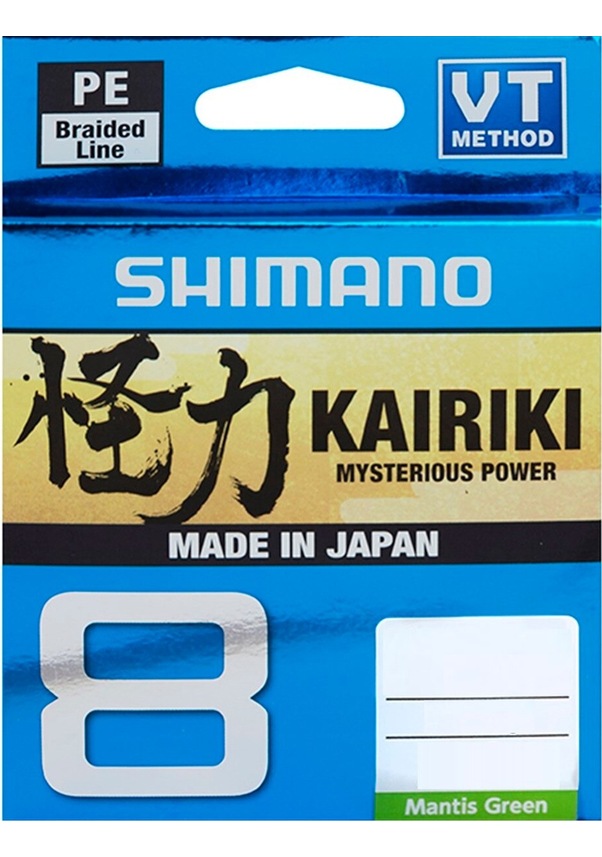 PE
Braided
Line
VT
METHOD
SHIMANO
怪力 KAIRIKI
MYSTERIOUS POWER
MADE IN JAPAN
8
Mantis Green